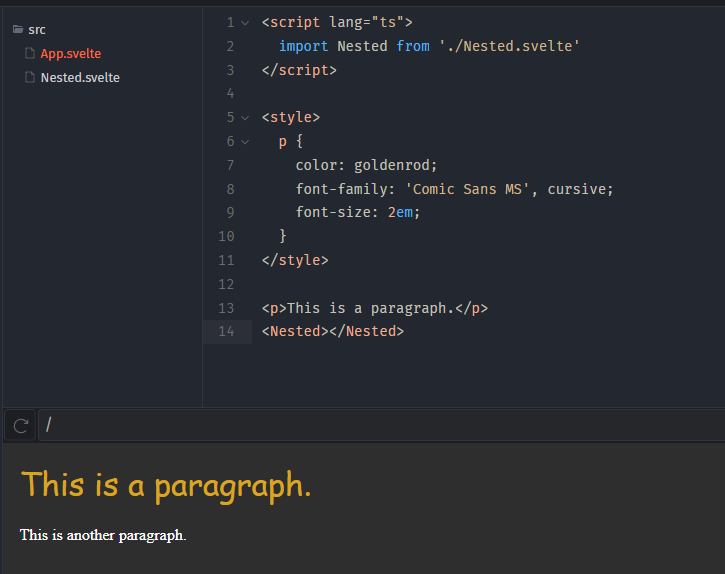 src
App.svelte
Nested.svelte
1 <script lang="ts">
2   import Nested from './Nested.svelte'
3 </script>
4
5 <style>
6   p {
7     color: goldenrod;
8     font-family: 'Comic Sans MS', cursive;
9     font-size: 2em;
10   }
11 </style>
12
13 <p>This is a paragraph.</p>
14 <Nested></Nested>
/
This is a paragraph.
This is another paragraph.